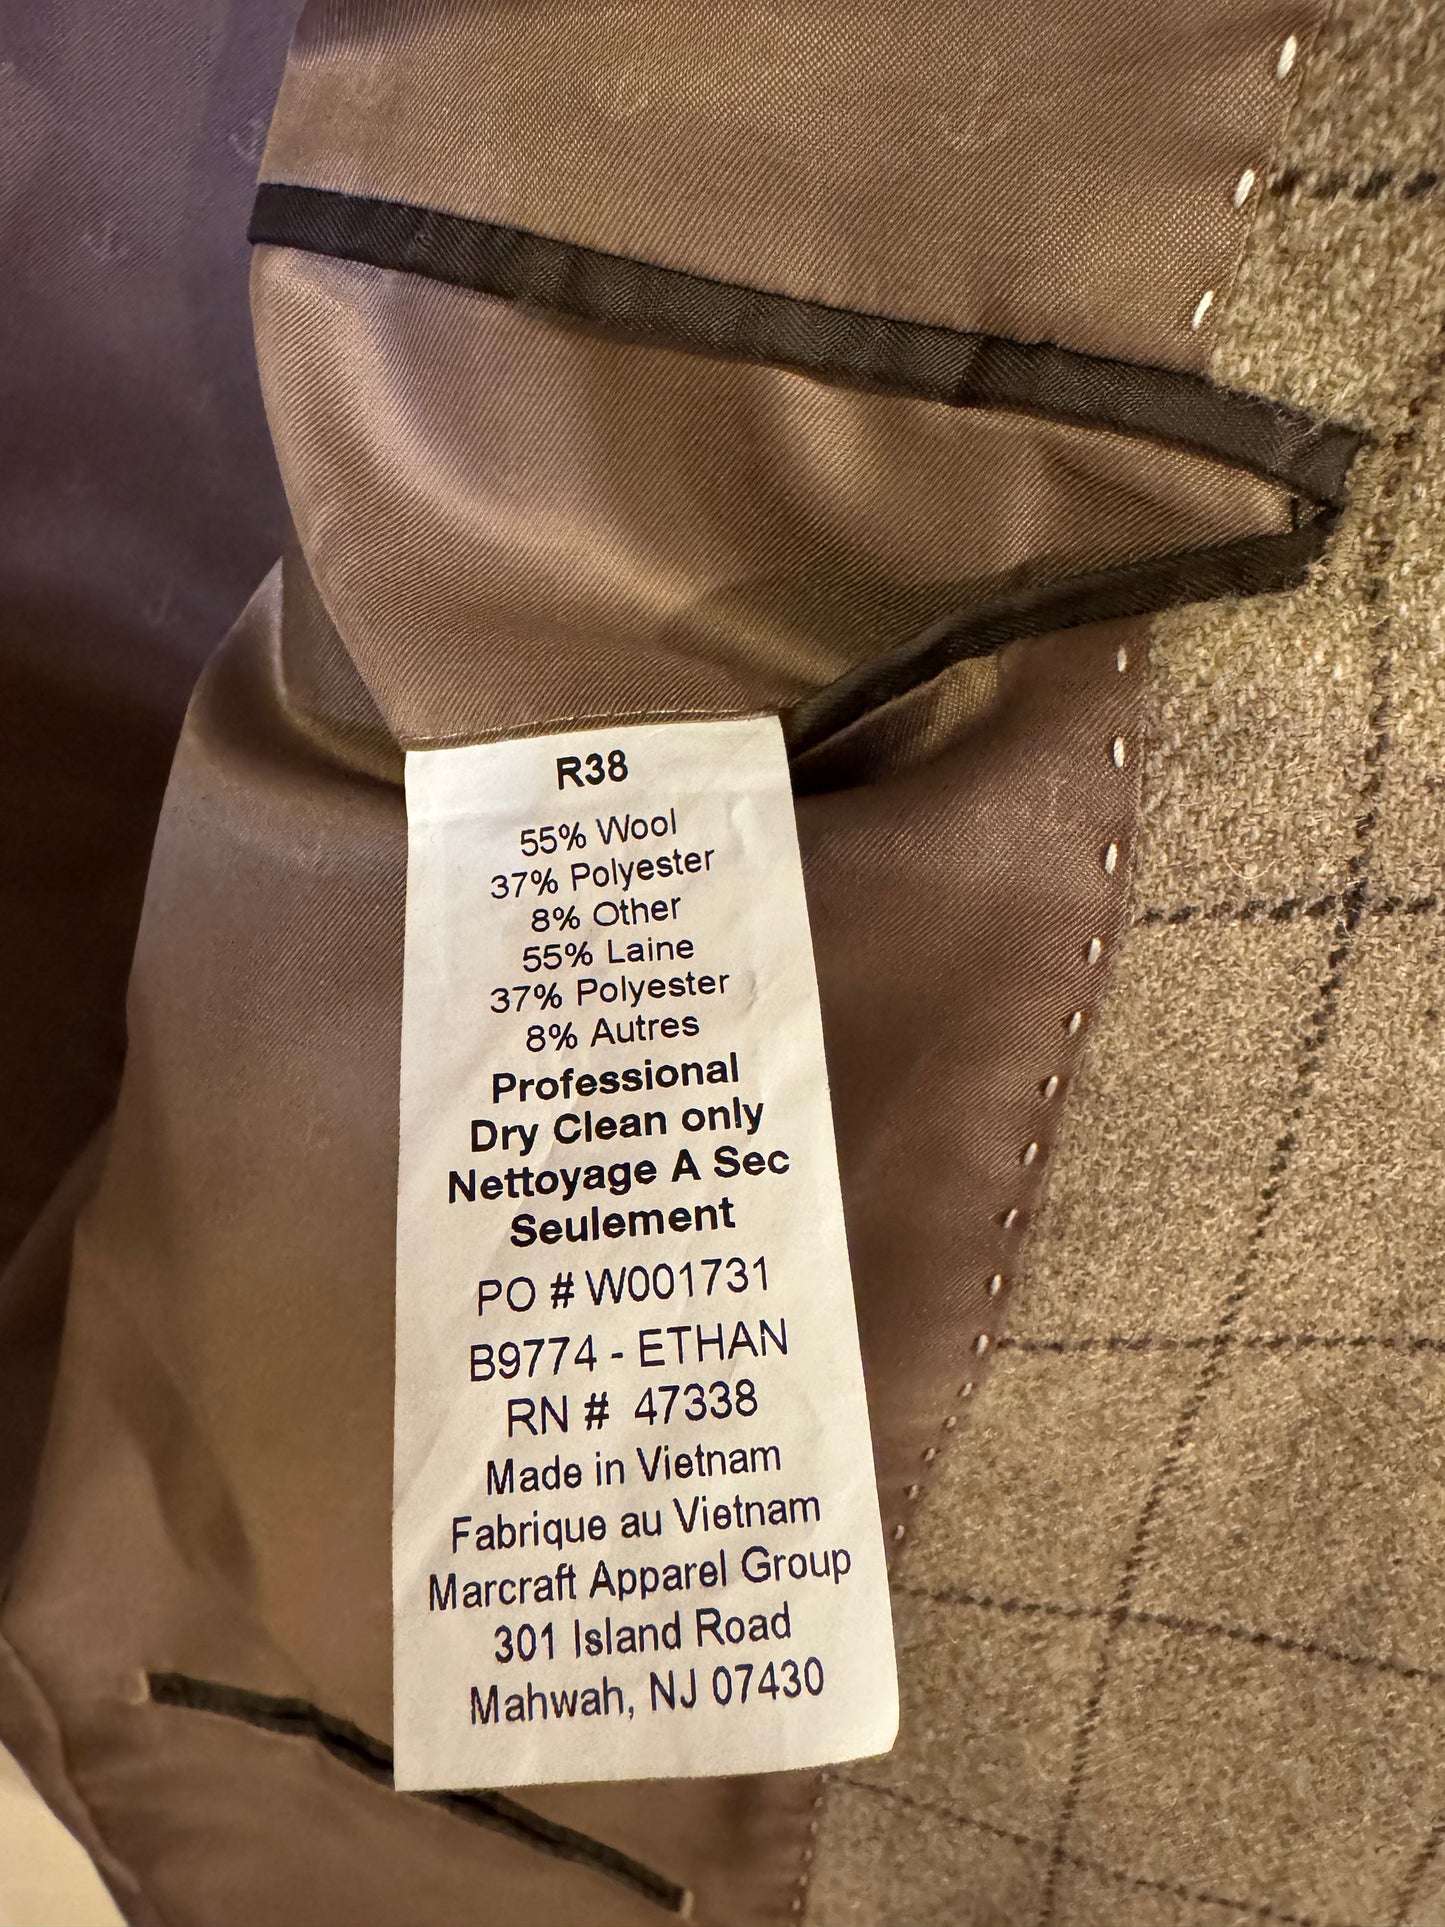 R38
55% Wool
37% Polyester
8% Other
55% Laine
37% Polyester
8% Autres
Professional
Dry Clean only
Nettoyage A Sec
Seulement
PO # W001731
B9774 - ETHAN
RN # 47338
Made in Vietnam
Fabrique au Vietnam
Marcraft Apparel Group
301 Island Road
Mahwah, NJ 07430